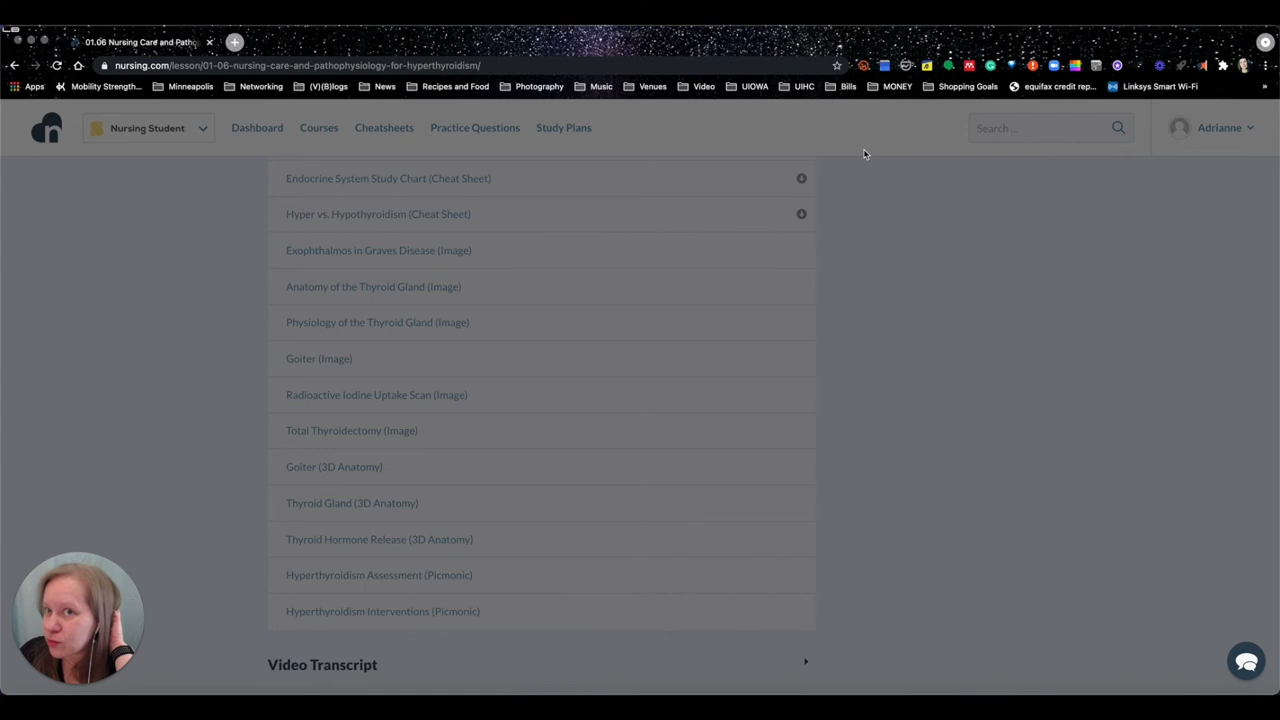 01.06 Nursing Care and Path
nursing.com/lesson/01-06-nursing-care-and-pathophysiology-for-hyperthyroidism/
Apps Mobility Strength... Minneapolis Networking (V)(B)logs News Recipes and Food Photography Music Venues Video UIOWA UIHC Bills MONEY Shopping Goals equifax credit rep... Linksys Smart Wi-Fi »
n Nursing Student Dashboard Courses Cheatsheets Practice Questions Study Plans Search ... Adrianne
Endocrine System Study Chart (Cheat Sheet)
Hyper vs. Hypothyroidism (Cheat Sheet)
Exophthalmos in Graves Disease (Image)
Anatomy of the Thyroid Gland (Image)
Physiology of the Thyroid Gland (Image)
Goiter (Image)
Radioactive Iodine Uptake Scan (Image)
Total Thyroidectomy (Image)
Goiter (3D Anatomy)
Thyroid Gland (3D Anatomy)
Thyroid Hormone Release (3D Anatomy)
Hyperthyroidism Assessment (Picmonic)
Hyperthyroidism Interventions (Picmonic)
Video Transcript